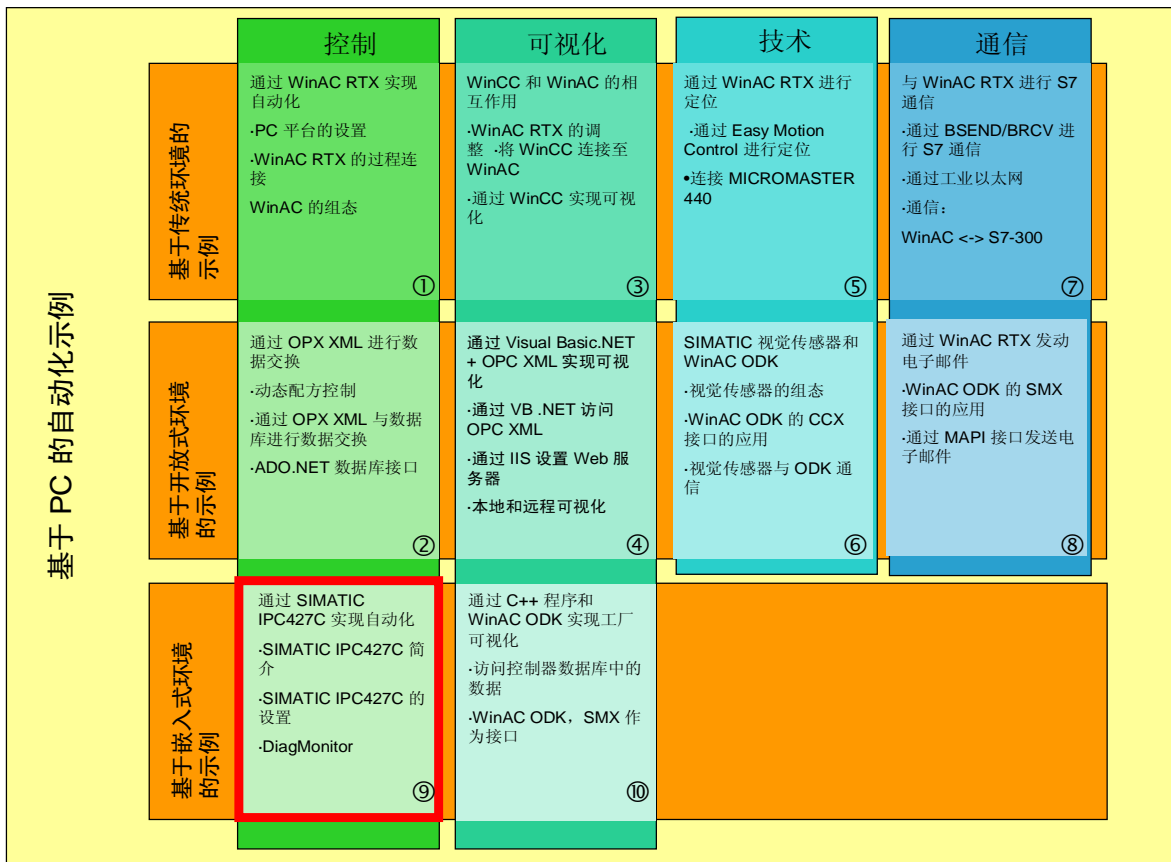 基于 PC 的自动化示例
控制
可视化
技术
通信
基于传统环境的
示例
通过 WinAC RTX 实现
自动化
·PC 平台的设置
·WinAC RTX 的过程连
接
WinAC 的组态
①
WinCC 和 WinAC 的相
互作用
·WinAC RTX 的调
整 ·将 WinCC 连接至
WinAC
·通过 WinCC 实现可视
化
③
通过 WinAC RTX 进行
定位
·通过 Easy Motion
Control 进行定位
•连接 MICROMASTER
440
⑤
与 WinAC RTX 进行 S7
通信
·通过 BSEND/BRCV 进
行 S7 通信
·通过工业以太网
·通信：
WinAC <-> S7-300
⑦
基于开放式环境
的示例
通过 OPX XML 进行数
据交换
·动态配方控制
·通过 OPX XML 与数据
库进行数据交换
·ADO.NET 数据库接口
②
通过 Visual Basic.NET
+ OPC XML 实现可视
化
·通过 VB .NET 访问
OPC XML
·通过 IIS 设置 Web 服
务器
·本地和远程可视化
④
SIMATIC 视觉传感器和
WinAC ODK
·视觉传感器的组态
·WinAC ODK 的 CCX
接口的应用
·视觉传感器与 ODK 通
信
⑥
通过 WinAC RTX 发动
电子邮件
·WinAC ODK 的 SMX
接口的应用
·通过 MAPI 接口发送电
子邮件
⑧
基于嵌入式环境
的示例
通过 SIMATIC
IPC427C 实现自动化
·SIMATIC IPC427C 简
介
·SIMATIC IPC427C 的
设置
·DiagMonitor
⑨
通过 C++ 程序和
WinAC ODK 实现工厂
可视化
·访问控制器数据库中的
数据
·WinAC ODK，SMX 作
为接口
⑩